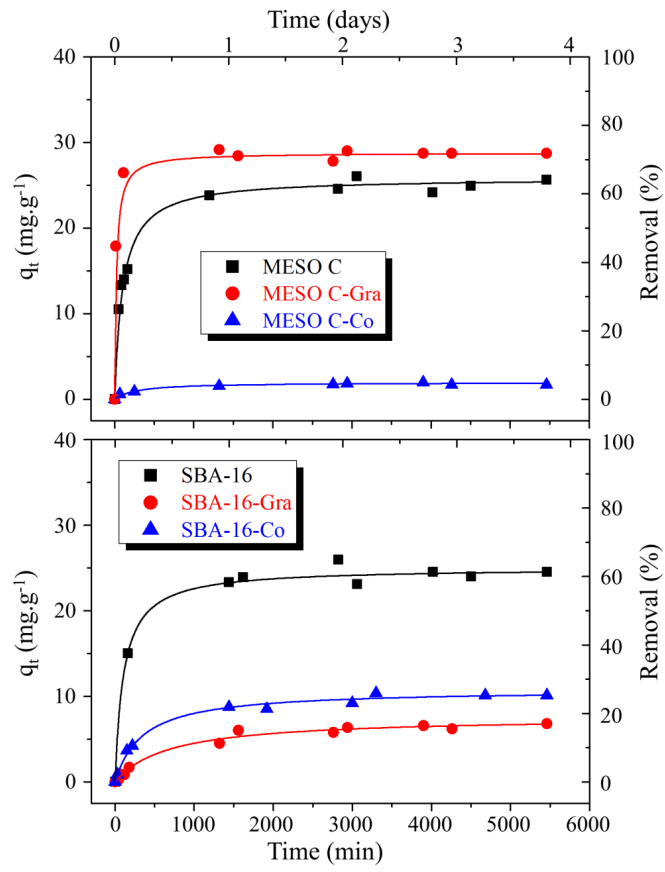 Time (days)
0 1 2 3 4
40 100
30 80
20 60
10 40
0 20
0
qt (mg.g-1)
Removal (%)
MESO C
MESO C-Gra
MESO C-Co
40 100
30 80
20 60
10 40
0 20
0
qt (mg.g-1)
Removal (%)
SBA-16
SBA-16-Gra
SBA-16-Co
0 1000 2000 3000 4000 5000 6000
Time (min)